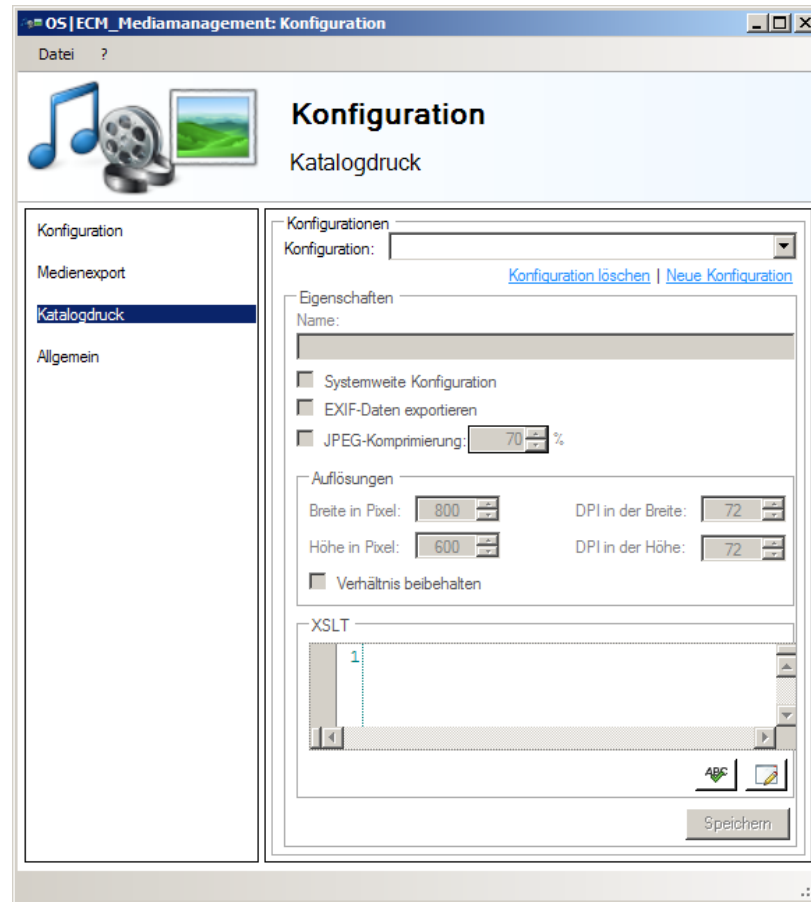 OS|ECM_Mediamanagement: Konfiguration
Datei ?
Konfiguration
Katalogdruck
Konfiguration
Medienexport
Katalogdruck
Allgemein
Konfigurationen
Konfiguration:
Konfiguration löschen | Neue Konfiguration
Eigenschaften
Name:
Systemweite Konfiguration
EXIF-Daten exportieren
JPEG-Komprimierung: 70 %
Auflösungen
Breite in Pixel: 800 DPI in der Breite: 72
Höhe in Pixel: 600 DPI in der Höhe: 72
Verhältnis beibehalten
XSLT
1
ABC
Speichern